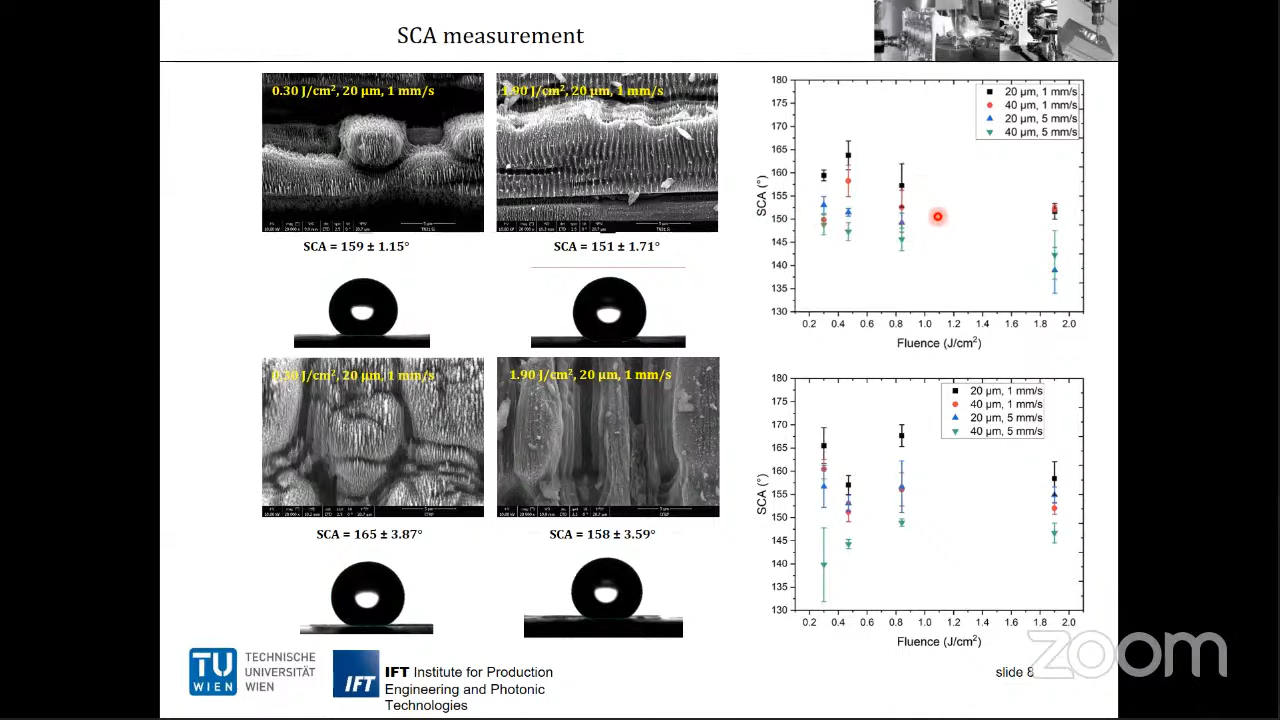 SCA measurement
0.30 J/cm², 20 µm, 1 mm/s
1.90 J/cm², 20 µm, 1 mm/s
SCA = 159 ± 1.15°
SCA = 151 ± 1.71°
0.30 J/cm², 20 µm, 1 mm/s
1.90 J/cm², 20 µm, 1 mm/s
SCA = 165 ± 3.87°
SCA = 158 ± 3.59°
180
175
170
165
160
155
150
145
140
135
130
SCA (°)
20 µm, 1 mm/s
40 µm, 1 mm/s
20 µm, 5 mm/s
40 µm, 5 mm/s
0.2 0.4 0.6 0.8 1.0 1.2 1.4 1.6 1.8 2.0
Fluence (J/cm²)
180
175
170
165
160
155
150
145
140
135
130
SCA (°)
20 µm, 1 mm/s
40 µm, 1 mm/s
20 µm, 5 mm/s
40 µm, 5 mm/s
0.2 0.4 0.6 0.8 1.0 1.2 1.4 1.6 1.8 2.0
Fluence (J/cm²)
TU
WIEN
TECHNISCHE
UNIVERSITÄT
WIEN
IFT
IFT Institute for Production
Engineering and Photonic
Technologies
slide 8
zoom